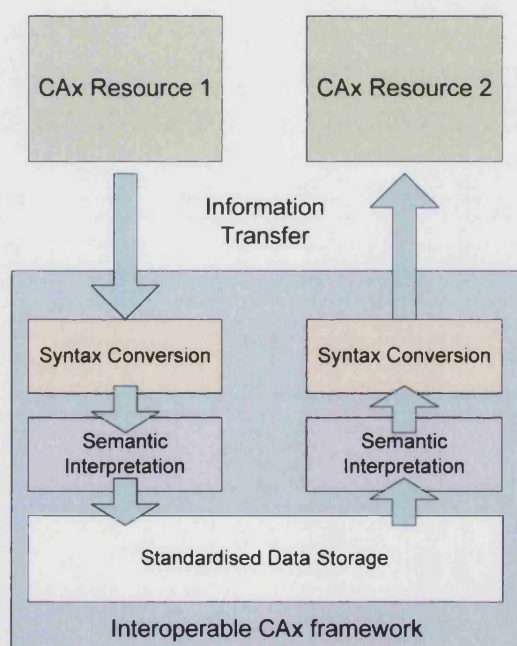 CAx Resource 1
CAx Resource 2
Information
Transfer
Syntax Conversion
Syntax Conversion
Semantic
Interpretation
Semantic
Interpretation
Standardised Data Storage
Interoperable CAx framework